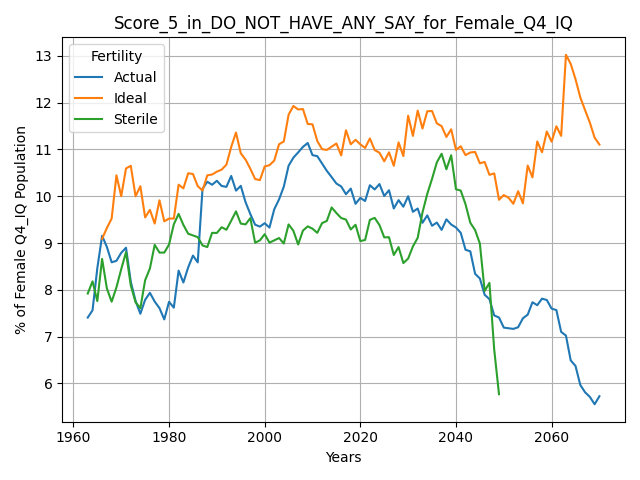 Score_5_in_DO_NOT_HAVE_ANY_SAY_for_Female_Q4_IQ
Fertility
Actual
Ideal
Sterile
% of Female Q4_IQ Population
13
12
11
10
9
8
7
6
1960 1980 2000 2020 2040 2060
Years